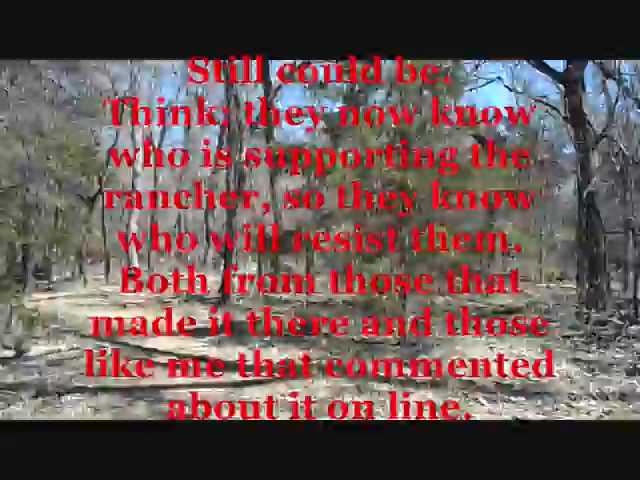 Still could be.
Think; they now know
who is supporting the
rancher, so they know
who will resist them.
Both from those that
made it there and those
like me that commented
about it on line.